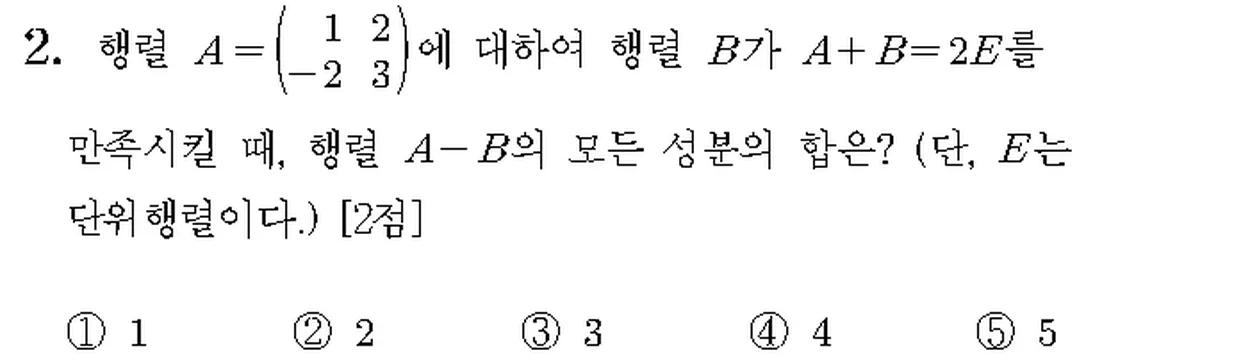 2. 행렬 A=( 1 2 -2 3 )에 대하여 행렬 B가 A+B=2E를
만족시킬 때, 행렬 A-B의 모든 성분의 합은? (단, E는
단위행렬이다.) [2점]
① 1 ② 2 ③ 3 ④ 4 ⑤ 5